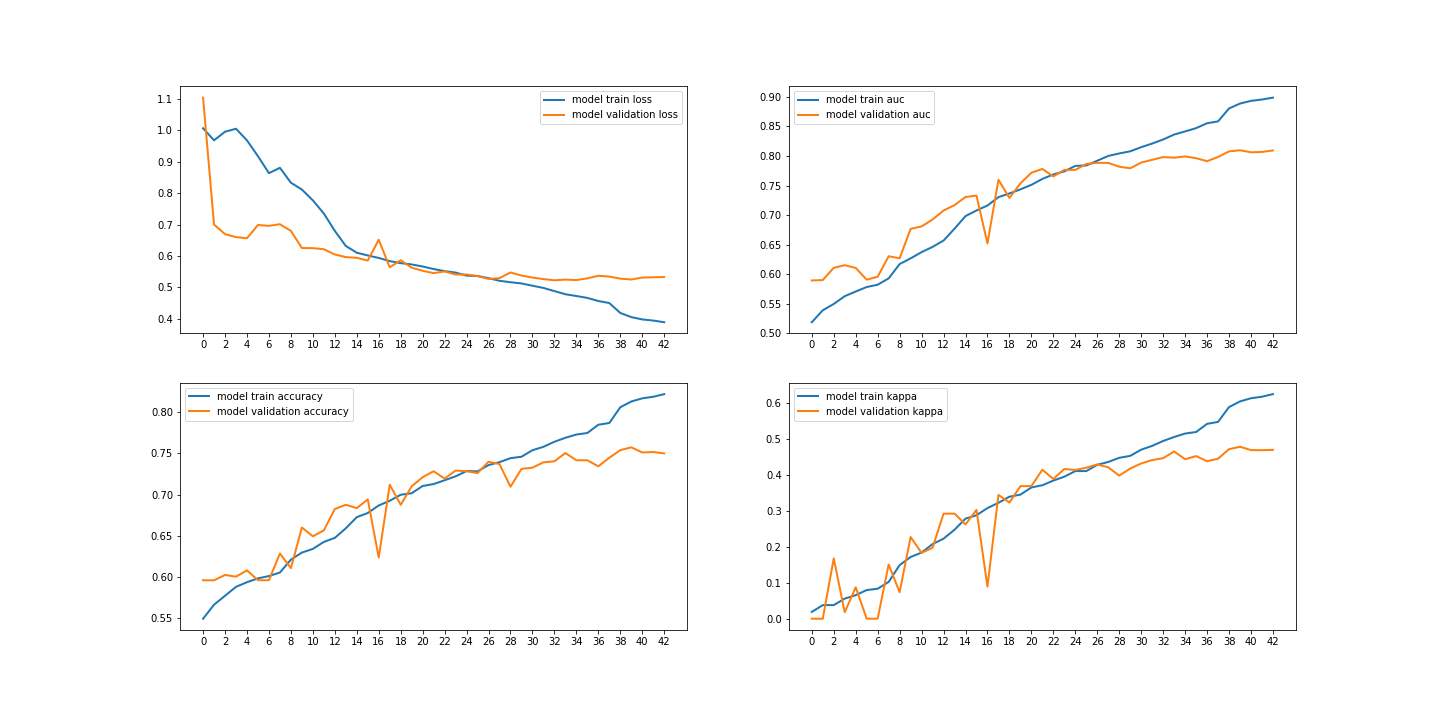 model train loss
model validation loss
1.1
1.0
0.9
0.8
0.7
0.6
0.5
0.4
0 2 4 6 8 10 12 14 16 18 20 22 24 26 28 30 32 34 36 38 40 42
model train auc
model validation auc
0.90
0.85
0.80
0.75
0.70
0.65
0.60
0.55
0.50
0 2 4 6 8 10 12 14 16 18 20 22 24 26 28 30 32 34 36 38 40 42
model train accuracy
model validation accuracy
0.80
0.75
0.70
0.65
0.60
0.55
0 2 4 6 8 10 12 14 16 18 20 22 24 26 28 30 32 34 36 38 40 42
model train kappa
model validation kappa
0.6
0.5
0.4
0.3
0.2
0.1
0.0
0 2 4 6 8 10 12 14 16 18 20 22 24 26 28 30 32 34 36 38 40 42